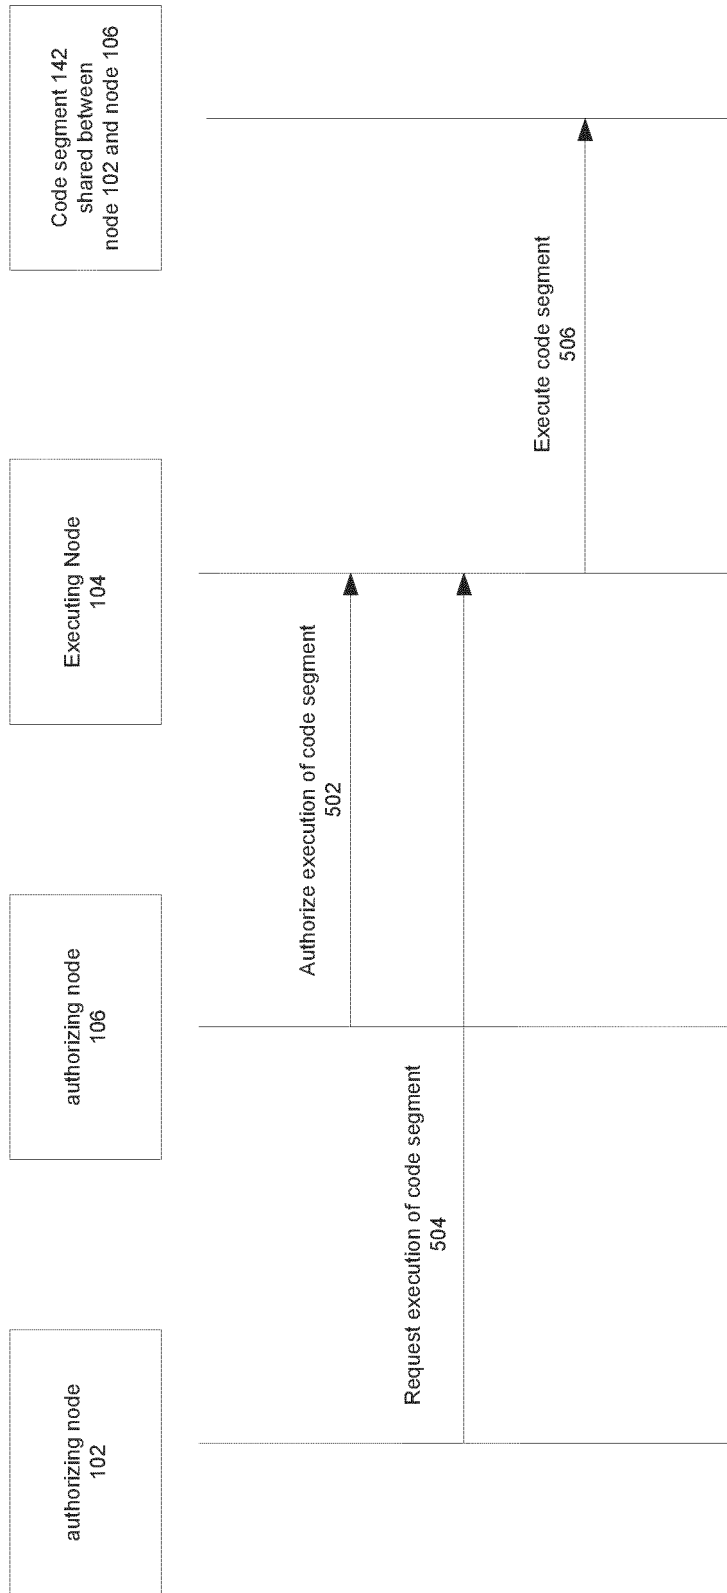 authorizing node
102
authorizing node
106
Executing Node
104
Code segment 142
shared between
node 102 and node 106
Authorize execution of code segment
502
Request execution of code segment
504
Execute code segment
506